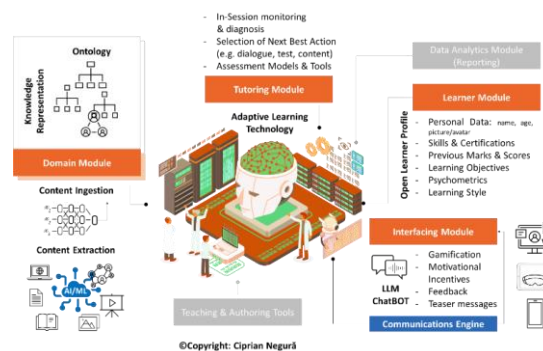 - In-Session monitoring
& diagnosis
- Selection of Next Best Action
(e.g. dialogue, test, content)
- Assessment Models & Tools
Tutoring Module
Adaptive Learning
Technology
Ontology
Knowledge
Representation
Domain Module
Content Ingestion
Content Extraction
AI/ML
Data Analytics Module
(Reporting)
Learner Module
Open Learner Profile
- Personal Data: name, age,
picture/avatar
- Skills & Certifications
- Previous Marks & Scores
- Learning Objectives
- Psychometrics
- Learning Style
Interfacing Module
LLM
ChatBOT
- Gamification
- Motivational
Incentives
- Feedback
- Teaser messages
Communications Engine
Teaching & Authoring Tools
©Copyright: Ciprian Negură